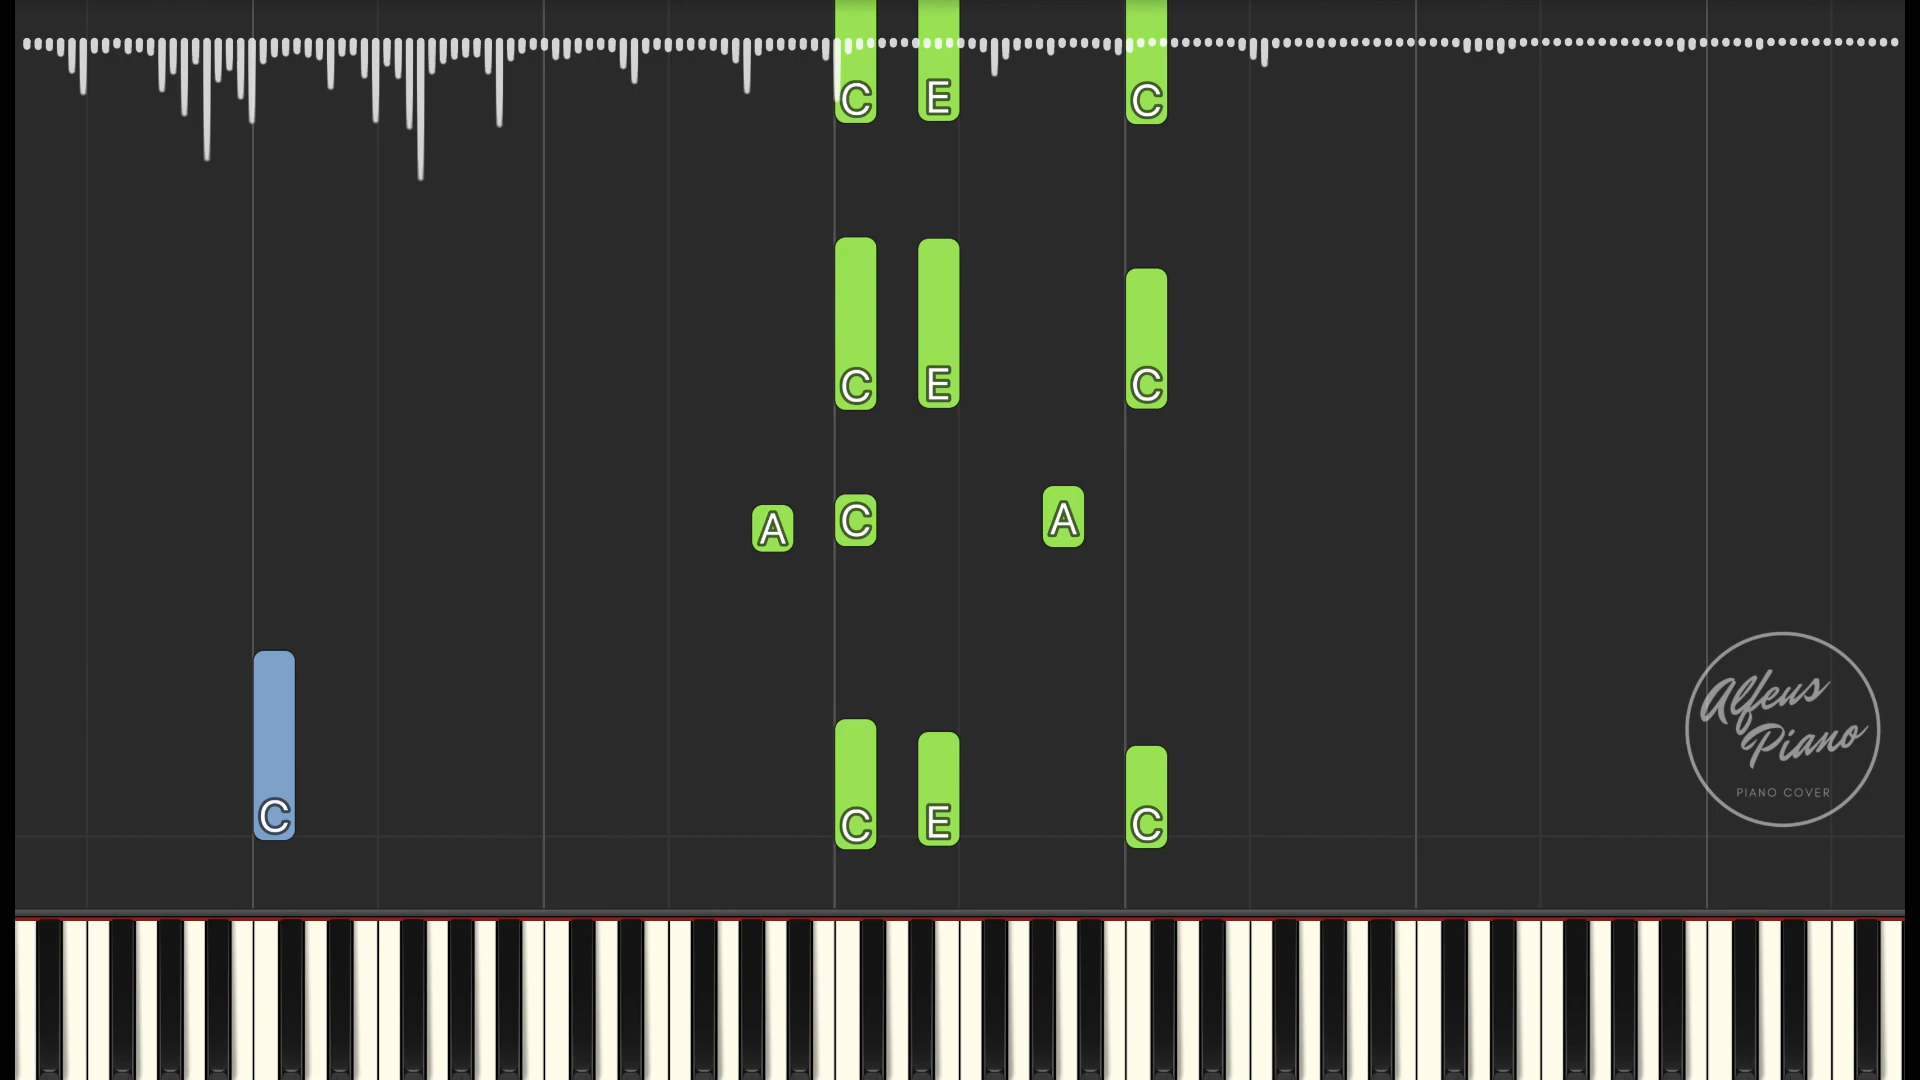 C E C
C E C
A C A
C C E C
Alfeus
Piano
PIANO COVER